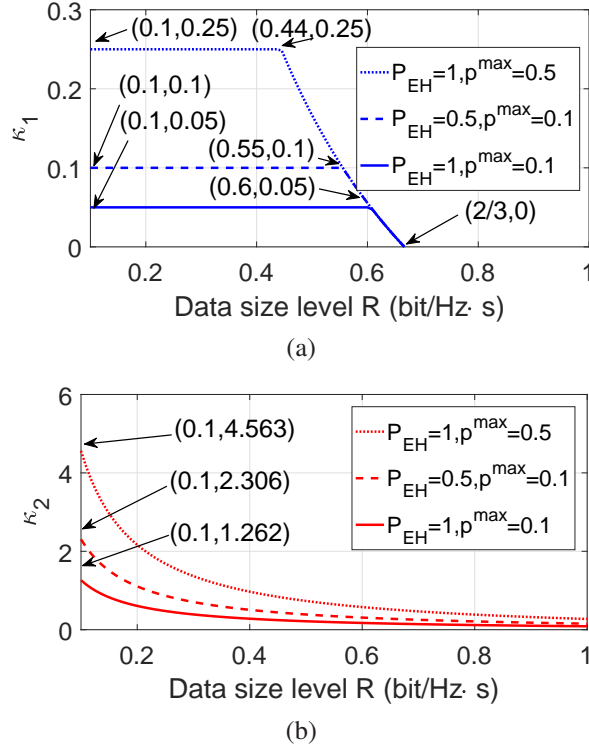 0.3
0.2
0.1
0
κ1
(0.1,0.25)
(0.44,0.25)
(0.1,0.1)
(0.1,0.05)
(0.55,0.1)
(0.6,0.05)
(2/3,0)
P_EH=1,p^max=0.5
P_EH=0.5,p^max=0.1
P_EH=1,p^max=0.1
0.2 0.4 0.6 0.8 1
Data size level R (bit/Hz· s)
(a)
6
4
2
0
κ2
(0.1,4.563)
(0.1,2.306)
(0.1,1.262)
P_EH=1,p^max=0.5
P_EH=0.5,p^max=0.1
P_EH=1,p^max=0.1
0.2 0.4 0.6 0.8 1
Data size level R (bit/Hz· s)
(b)